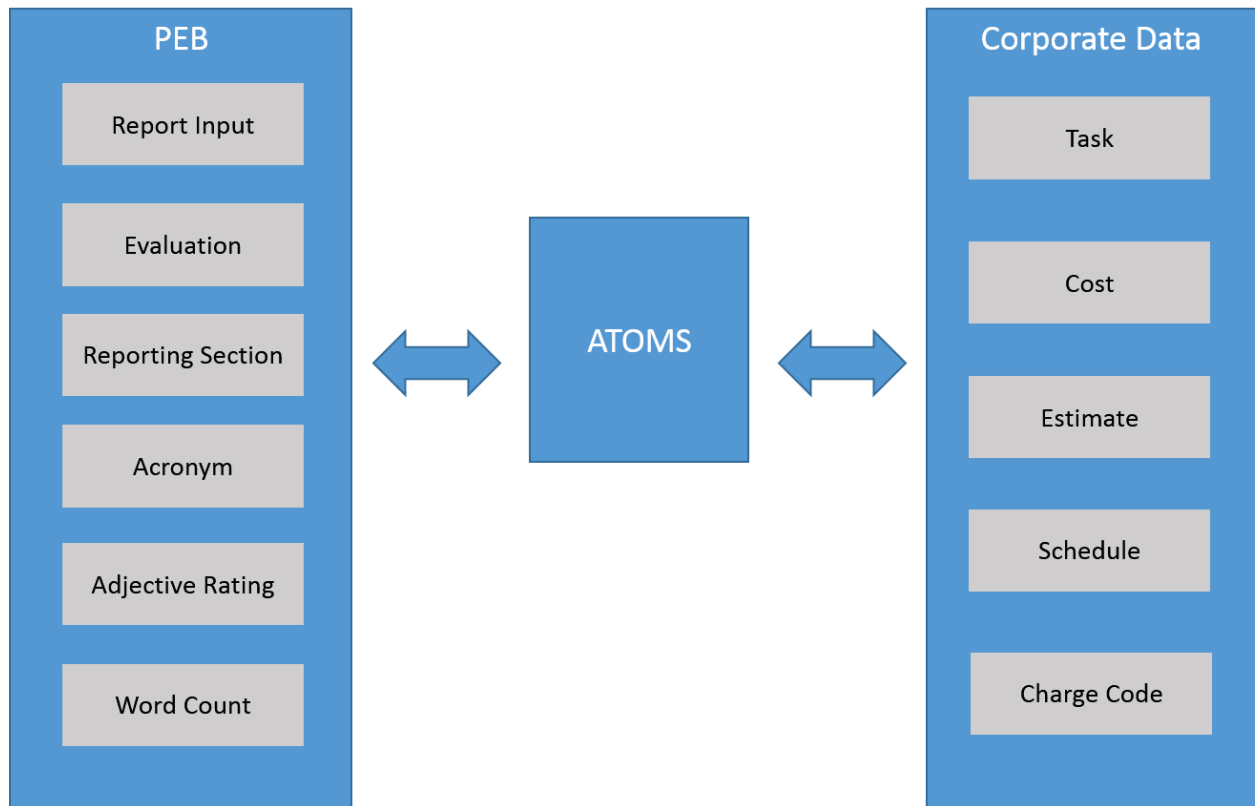 PEB
Report Input
Evaluation
Reporting Section
Acronym
Adjective Rating
Word Count
ATOMS
Corporate Data
Task
Cost
Estimate
Schedule
Charge Code